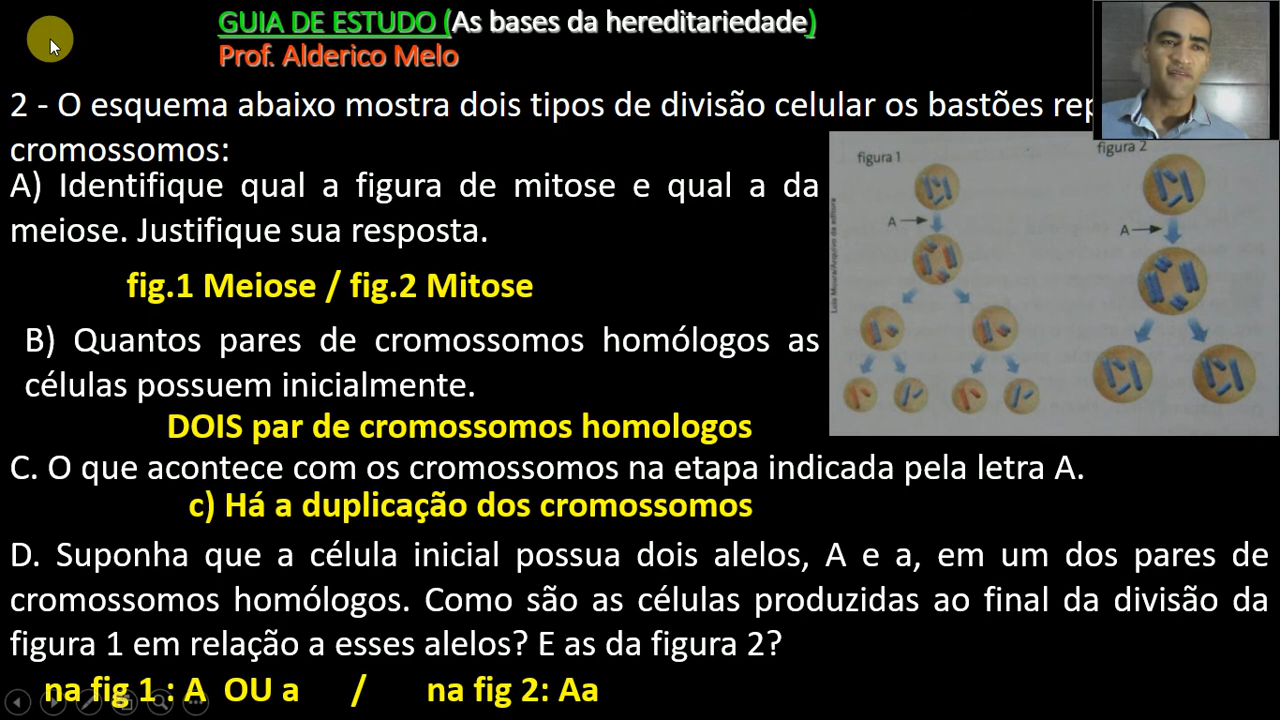 GUIA DE ESTUDO (As bases da hereditariedade)
Prof. Alderico Melo
2 - O esquema abaixo mostra dois tipos de divisão celular os bastões
cromossomos:
A) Identifique qual a figura de mitose e qual a da
meiose. Justifique sua resposta.
fig.1 Meiose / fig.2 Mitose
B) Quantos pares de cromossomos homólogos as
células possuem inicialmente.
DOIS par de cromossomos homologos
figura 1
figura 2
A
A
Luis Moura/Arquivo da editora
C. O que acontece com os cromossomos na etapa indicada pela letra A.
c) Há a duplicação dos cromossomos
D. Suponha que a célula inicial possua dois alelos, A e a, em um dos pares de
cromossomos homólogos. Como são as células produzidas ao final da divisão da
figura 1 em relação a esses alelos? E as da figura 2?
na fig 1 : A OU a / na fig 2: Aa